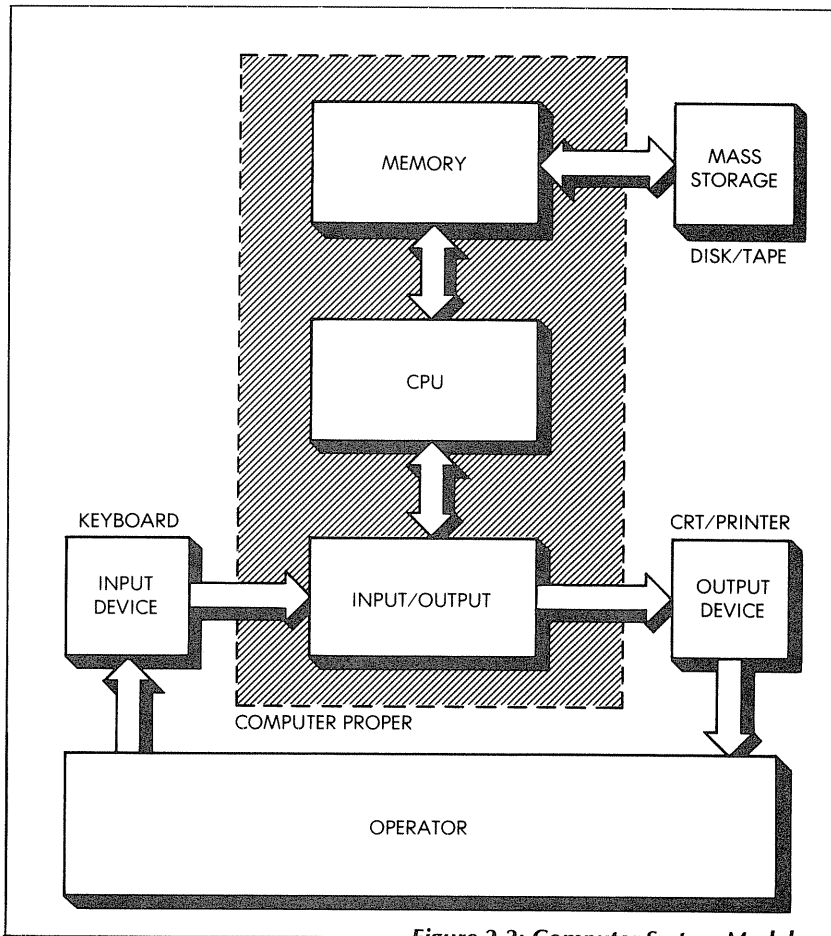 MEMORY
MASS
STORAGE
DISK/TAPE
CPU
KEYBOARD
CRT/PRINTER
INPUT
DEVICE
INPUT/OUTPUT
OUTPUT
DEVICE
COMPUTER PROPER
OPERATOR
Figure 2.2: Computer System Model